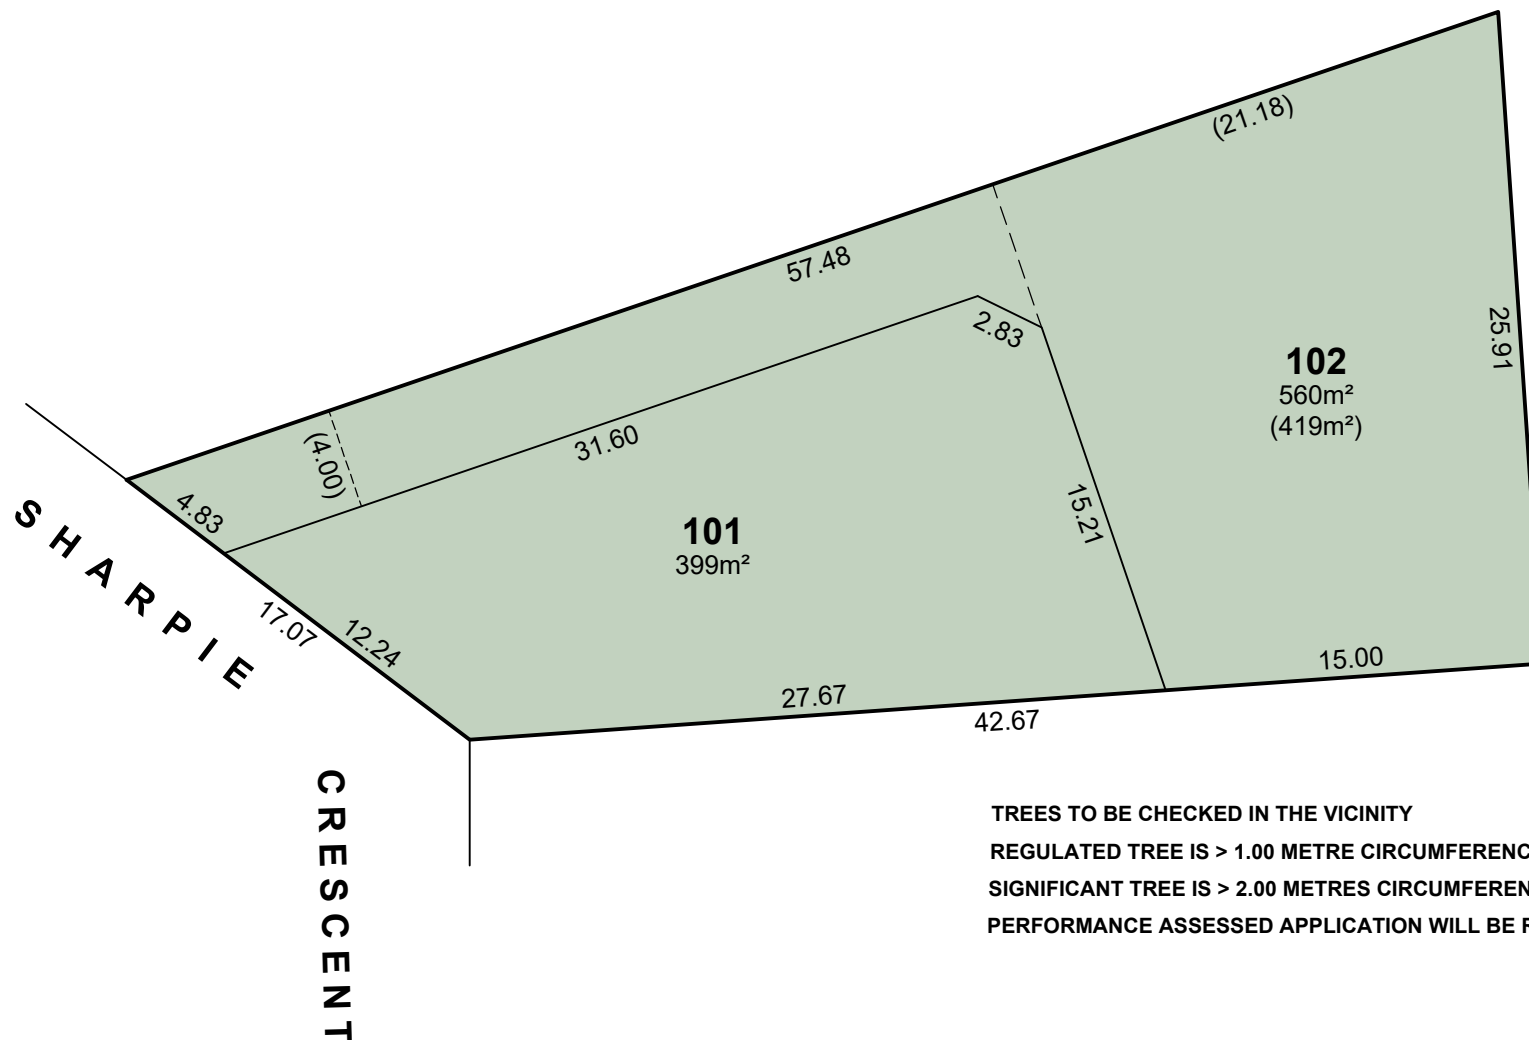 (21.18)
57.48
2.83
25.91
102
560m²
(419m²)
(4.00)
31.60
4.83
15.21
101
399m²
SHARPIE
17.07
12.24
15.00
27.67
42.67
CRESCENT
TREES TO BE CHECKED IN THE VICINITY
REGULATED TREE IS > 1.00 METRE CIRCUMFERENC
SIGNIFICANT TREE IS > 2.00 METRES CIRCUMFEREN
PERFORMANCE ASSESSED APPLICATION WILL BE